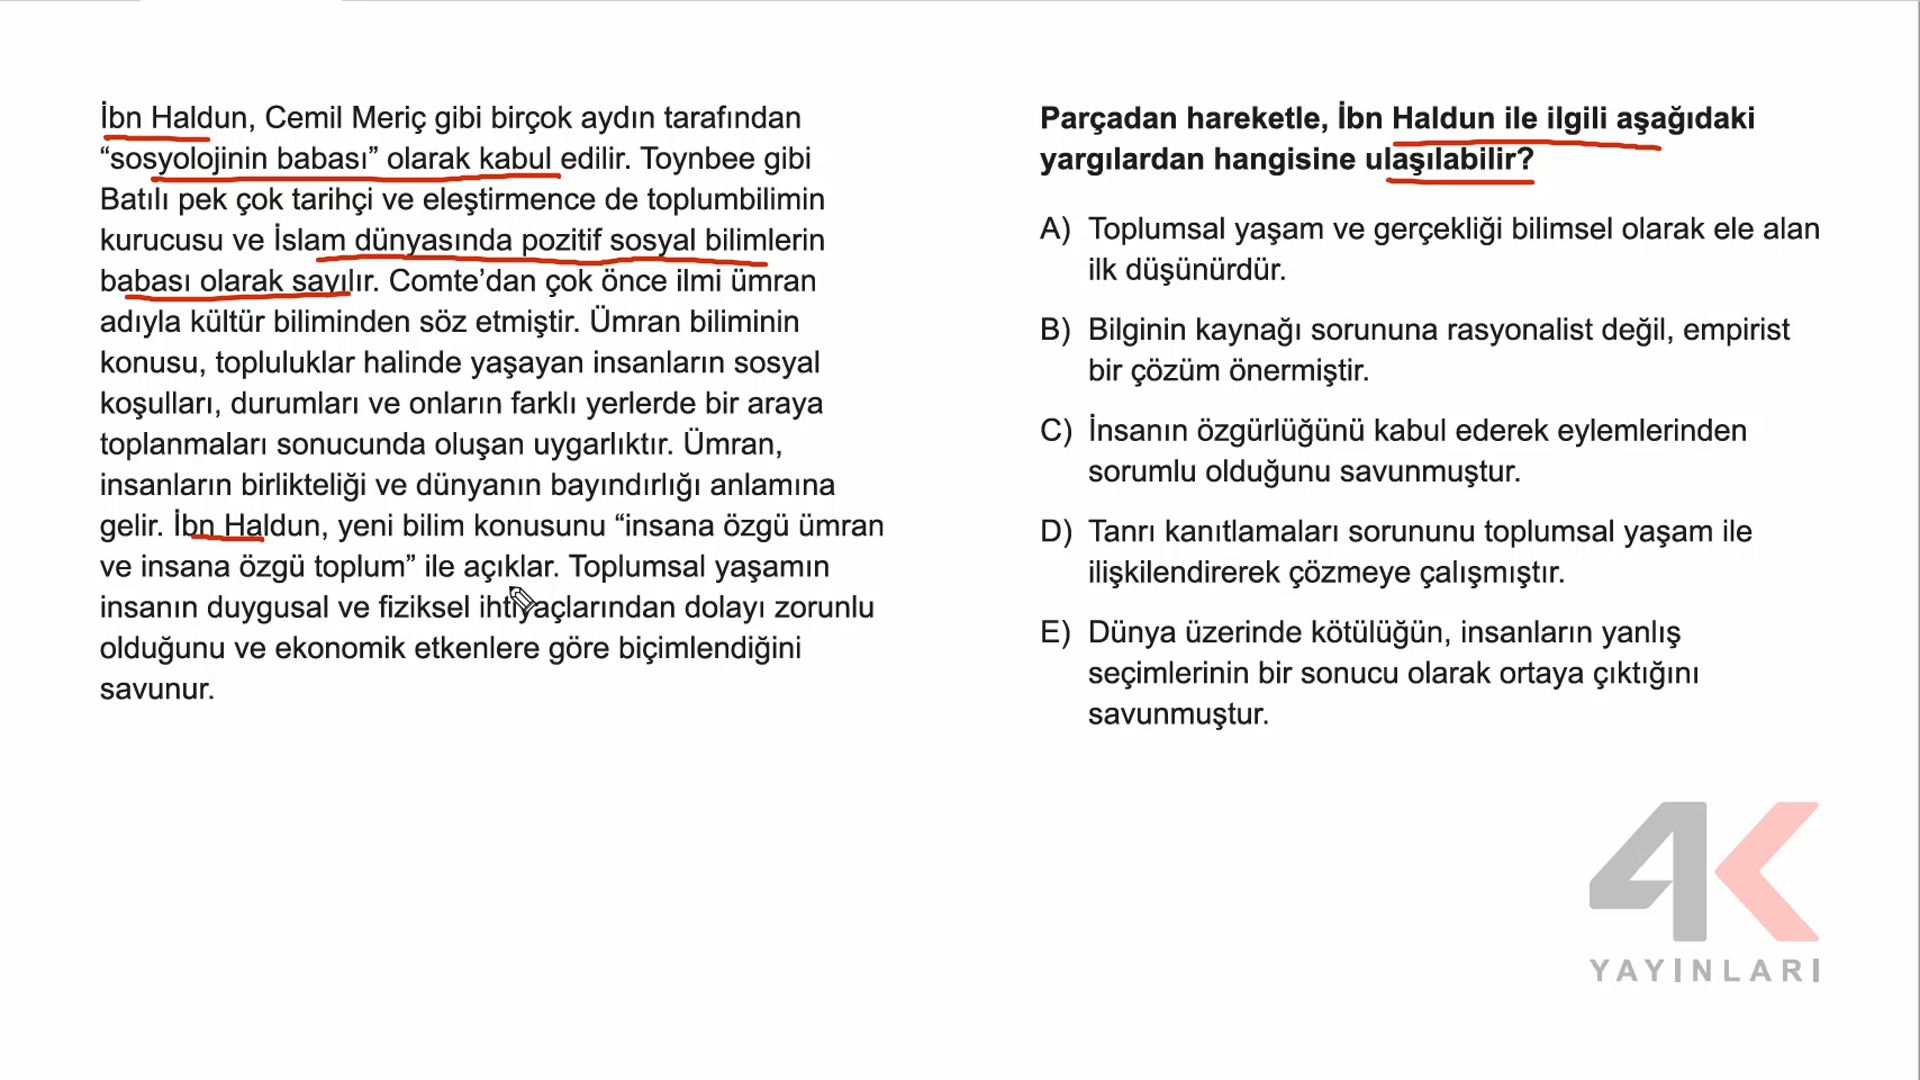 İbn Haldun, Cemil Meriç gibi birçok aydın tarafından
“sosyolojinin babası” olarak kabul edilir. Toynbee gibi
Batılı pek çok tarihçi ve eleştirmence de toplumbilimin
kurucusu ve İslam dünyasında pozitif sosyal bilimlerin
babası olarak sayılır. Comte’dan çok önce ilmi ümran
adıyla kültür biliminden söz etmiştir. Ümran biliminin
konusu, topluluklar halinde yaşayan insanların sosyal
koşulları, durumları ve onların farklı yerlerde bir araya
toplanmaları sonucunda oluşan uygarlıktır. Ümran,
insanların birlikteliği ve dünyanın bayındırlığı anlamına
gelir. İbn Haldun, yeni bilim konusunu “insana özgü ümran
ve insana özgü toplum” ile açıklar. Toplumsal yaşamın
insanın duygusal ve fiziksel ihtiyaçlarından dolayı zorunlu
olduğunu ve ekonomik etkenlere göre biçimlendiğini
savunur.
Parçadan hareketle, İbn Haldun ile ilgili aşağıdaki
yargılardan hangisine ulaşılabilir?
A) Toplumsal yaşam ve gerçekliği bilimsel olarak ele alan
ilk düşünürdür.
B) Bilginin kaynağı sorununa rasyonalist değil, empirist
bir çözüm önermiştir.
C) İnsanın özgürlüğünü kabul ederek eylemlerinden
sorumlu olduğunu savunmuştur.
D) Tanrı kanıtlamaları sorununu toplumsal yaşam ile
ilişkilendirerek çözmeye çalışmıştır.
E) Dünya üzerinde kötülüğün, insanların yanlış
seçimlerinin bir sonucu olarak ortaya çıktığını
savunmuştur.
4K
YAYINLARI